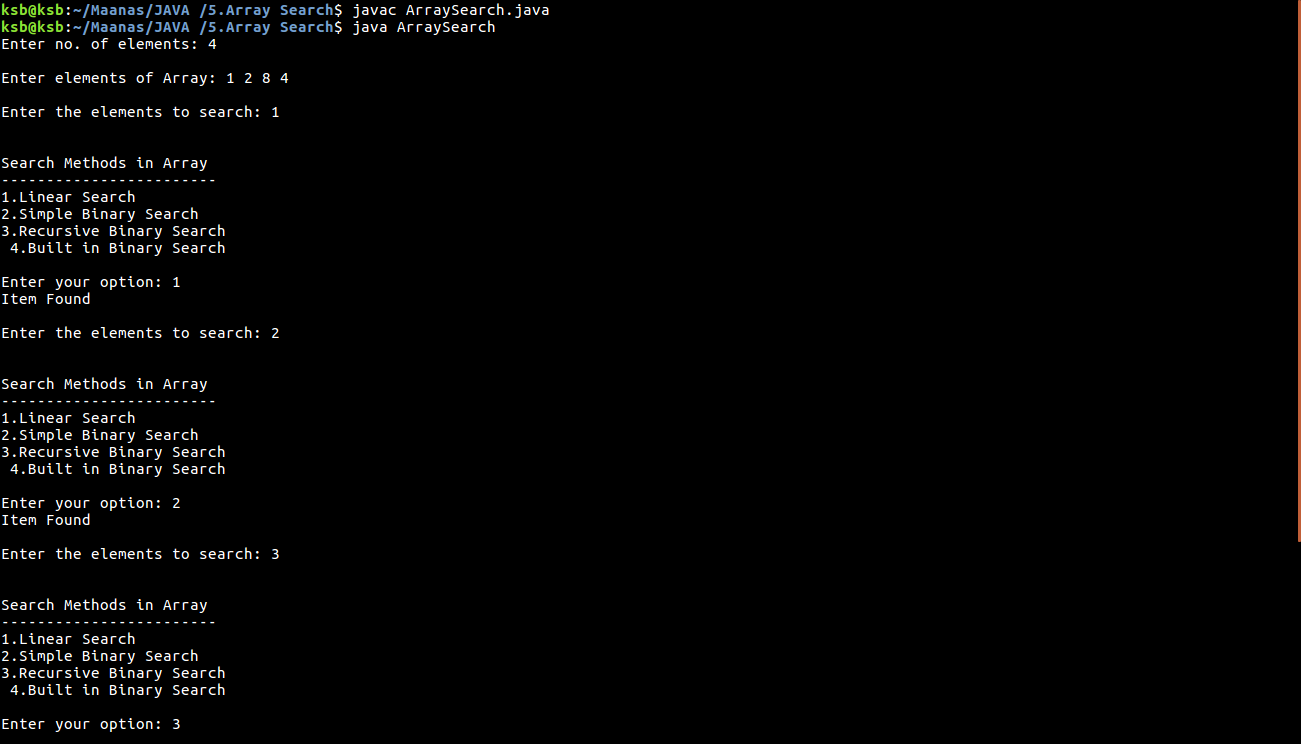 ksb@ksb:~/Maanas/JAVA /5.Array Search$ javac ArraySearch.java
ksb@ksb:~/Maanas/JAVA /5.Array Search$ java ArraySearch
Enter no. of elements: 4
Enter elements of Array: 1 2 8 4
Enter the elements to search: 1
Search Methods in Array
------------------------
1.Linear Search
2.Simple Binary Search
3.Recursive Binary Search
 4.Built in Binary Search
Enter your option: 1
Item Found
Enter the elements to search: 2
Search Methods in Array
------------------------
1.Linear Search
2.Simple Binary Search
3.Recursive Binary Search
 4.Built in Binary Search
Enter your option: 2
Item Found
Enter the elements to search: 3
Search Methods in Array
------------------------
1.Linear Search
2.Simple Binary Search
3.Recursive Binary Search
 4.Built in Binary Search
Enter your option: 3